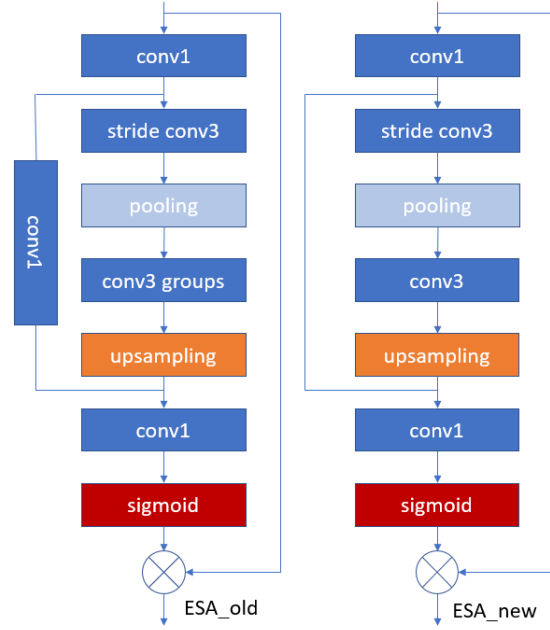 conv1
stride conv3
pooling
conv1
conv3 groups
upsampling
conv1
sigmoid
ESA_old
conv1
stride conv3
pooling
conv3
upsampling
conv1
sigmoid
ESA_new